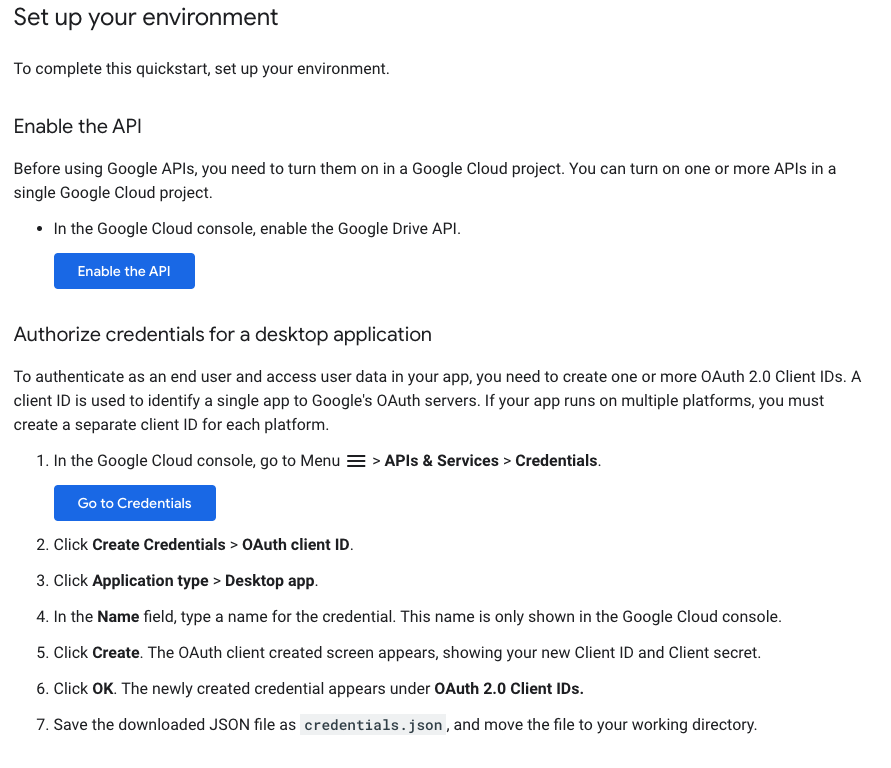 Set up your environment
To complete this quickstart, set up your environment.
Enable the API
Before using Google APIs, you need to turn them on in a Google Cloud project. You can turn on one or more APIs in a
single Google Cloud project.
• In the Google Cloud console, enable the Google Drive API.
Enable the API
Authorize credentials for a desktop application
To authenticate as an end user and access user data in your app, you need to create one or more OAuth 2.0 Client IDs. A
client ID is used to identify a single app to Google's OAuth servers. If your app runs on multiple platforms, you must
create a separate client ID for each platform.
1. In the Google Cloud console, go to Menu > APIs & Services > Credentials.
Go to Credentials
2. Click Create Credentials > OAuth client ID.
3. Click Application type > Desktop app.
4. In the Name field, type a name for the credential. This name is only shown in the Google Cloud console.
5. Click Create. The OAuth client created screen appears, showing your new Client ID and Client secret.
6. Click OK. The newly created credential appears under OAuth 2.0 Client IDs.
7. Save the downloaded JSON file as credentials.json, and move the file to your working directory.